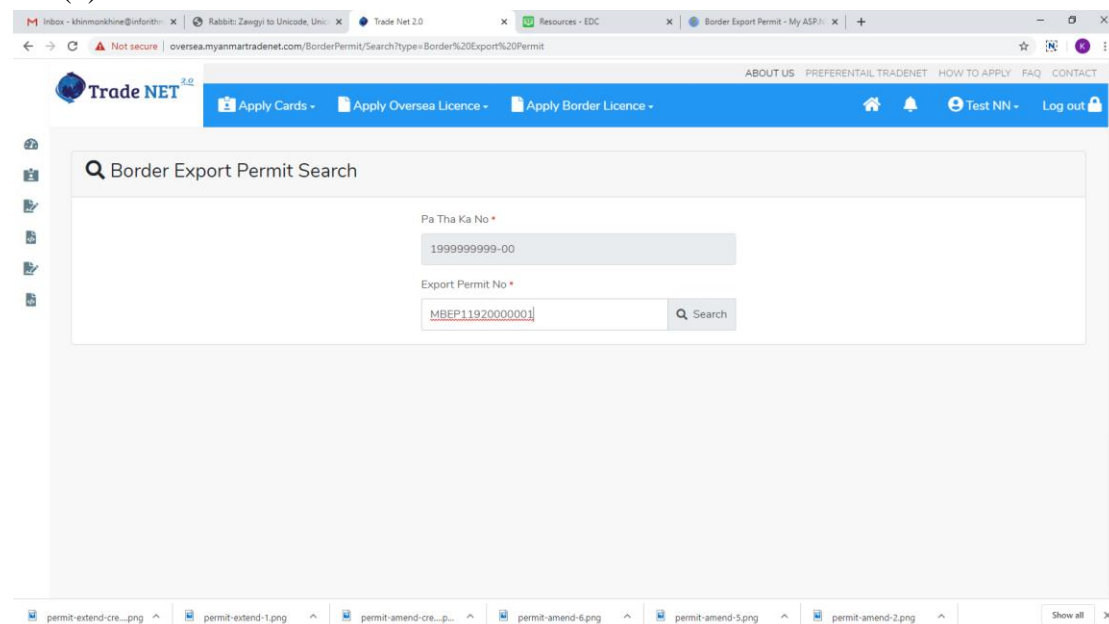 Inbox - khinmonkhine@inforithm
Rabbit: Zawgyi to Unicode, Unic
Trade Net 2.0
Resources - EDC
Border Export Permit - My ASP.N
Not secure | oversea.myanmartradenet.com/BorderPermit/Search?type=Border%20Export%20Permit
K
ABOUT US PREFERENTAIL TRADENET HOW TO APPLY FAQ CONTACT
Trade NET 2.0
Apply Cards
Apply Oversea Licence
Apply Border Licence
Test NN
Log out
Border Export Permit Search
Pa Tha Ka No *
1999999999-00
Export Permit No *
MBEP11920000001
Search
permit-extend-cre....png
permit-extend-1.png
permit-amend-cre....p...
permit-amend-6.png
permit-amend-5.png
permit-amend-2.png
Show all